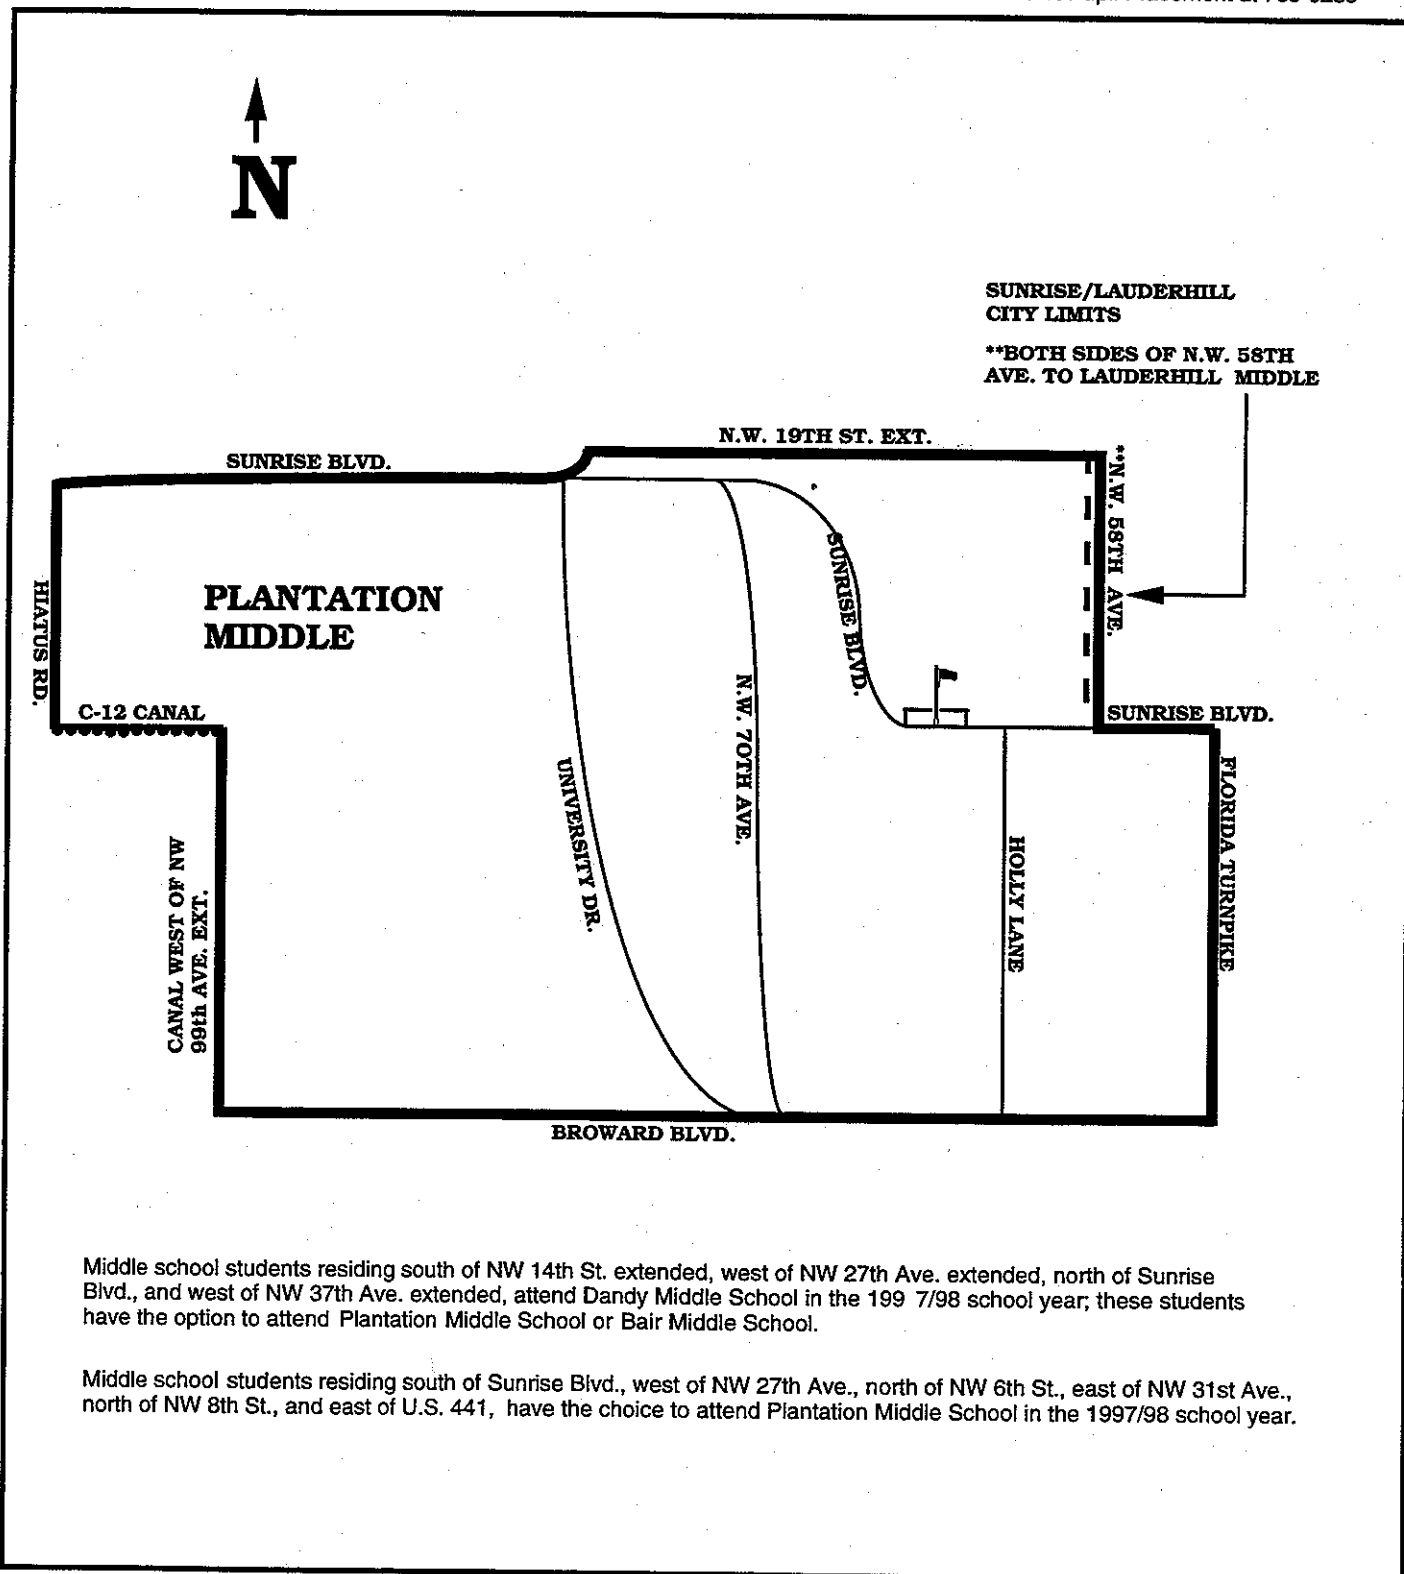 N
SUNRISE/LAUDERHILL
CITY LIMITS
**BOTH SIDES OF N.W. 58TH
AVE. TO LAUDERHILL MIDDLE
N.W. 19TH ST. EXT.
SUNRISE BLVD.
**N.W. 58TH AVE.
SUNRISE BLVD.
PLANTATION
MIDDLE
HIATUS RD.
C-12 CANAL
N.W. 70TH AVE.
SUNRISE BLVD.
UNIVERSITY DR.
FLORIDA TURNPIKE
HOLLY LANE
CANAL WEST OF NW
99th AVE. EXT.
BROWARD BLVD.
Middle school students residing south of NW 14th St. extended, west of NW 27th Ave. extended, north of Sunrise
Blvd., and west of NW 37th Ave. extended, attend Dandy Middle School in the 199 7/98 school year; these students
have the option to attend Plantation Middle School or Bair Middle School.
Middle school students residing south of Sunrise Blvd., west of NW 27th Ave., north of NW 6th St., east of NW 31st Ave.,
north of NW 8th St., and east of U.S. 441, have the choice to attend Plantation Middle School in the 1997/98 school year.